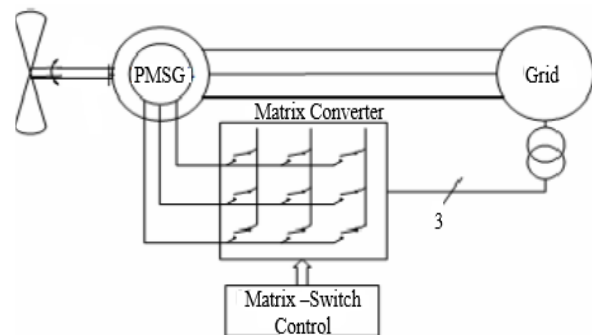 PMSG
Grid
Matrix Converter
3
Matrix –Switch
Control